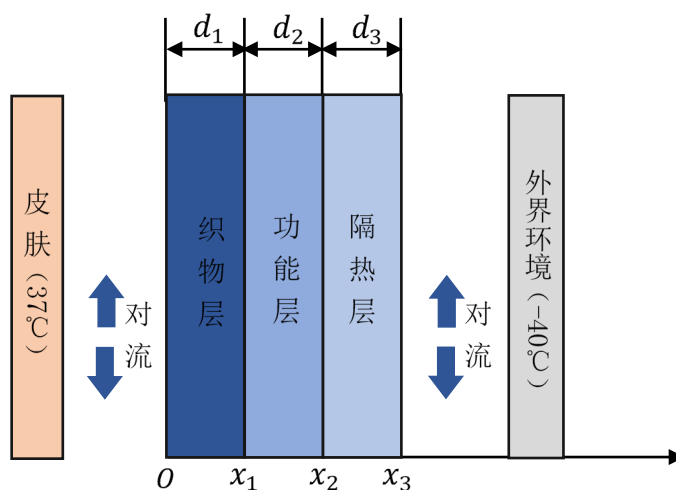 d₁ d₂ d₃
皮肤(37℃)
对流
织物层
功能层
隔热层
对流
外界环境(-40℃)
O x₁ x₂ x₃